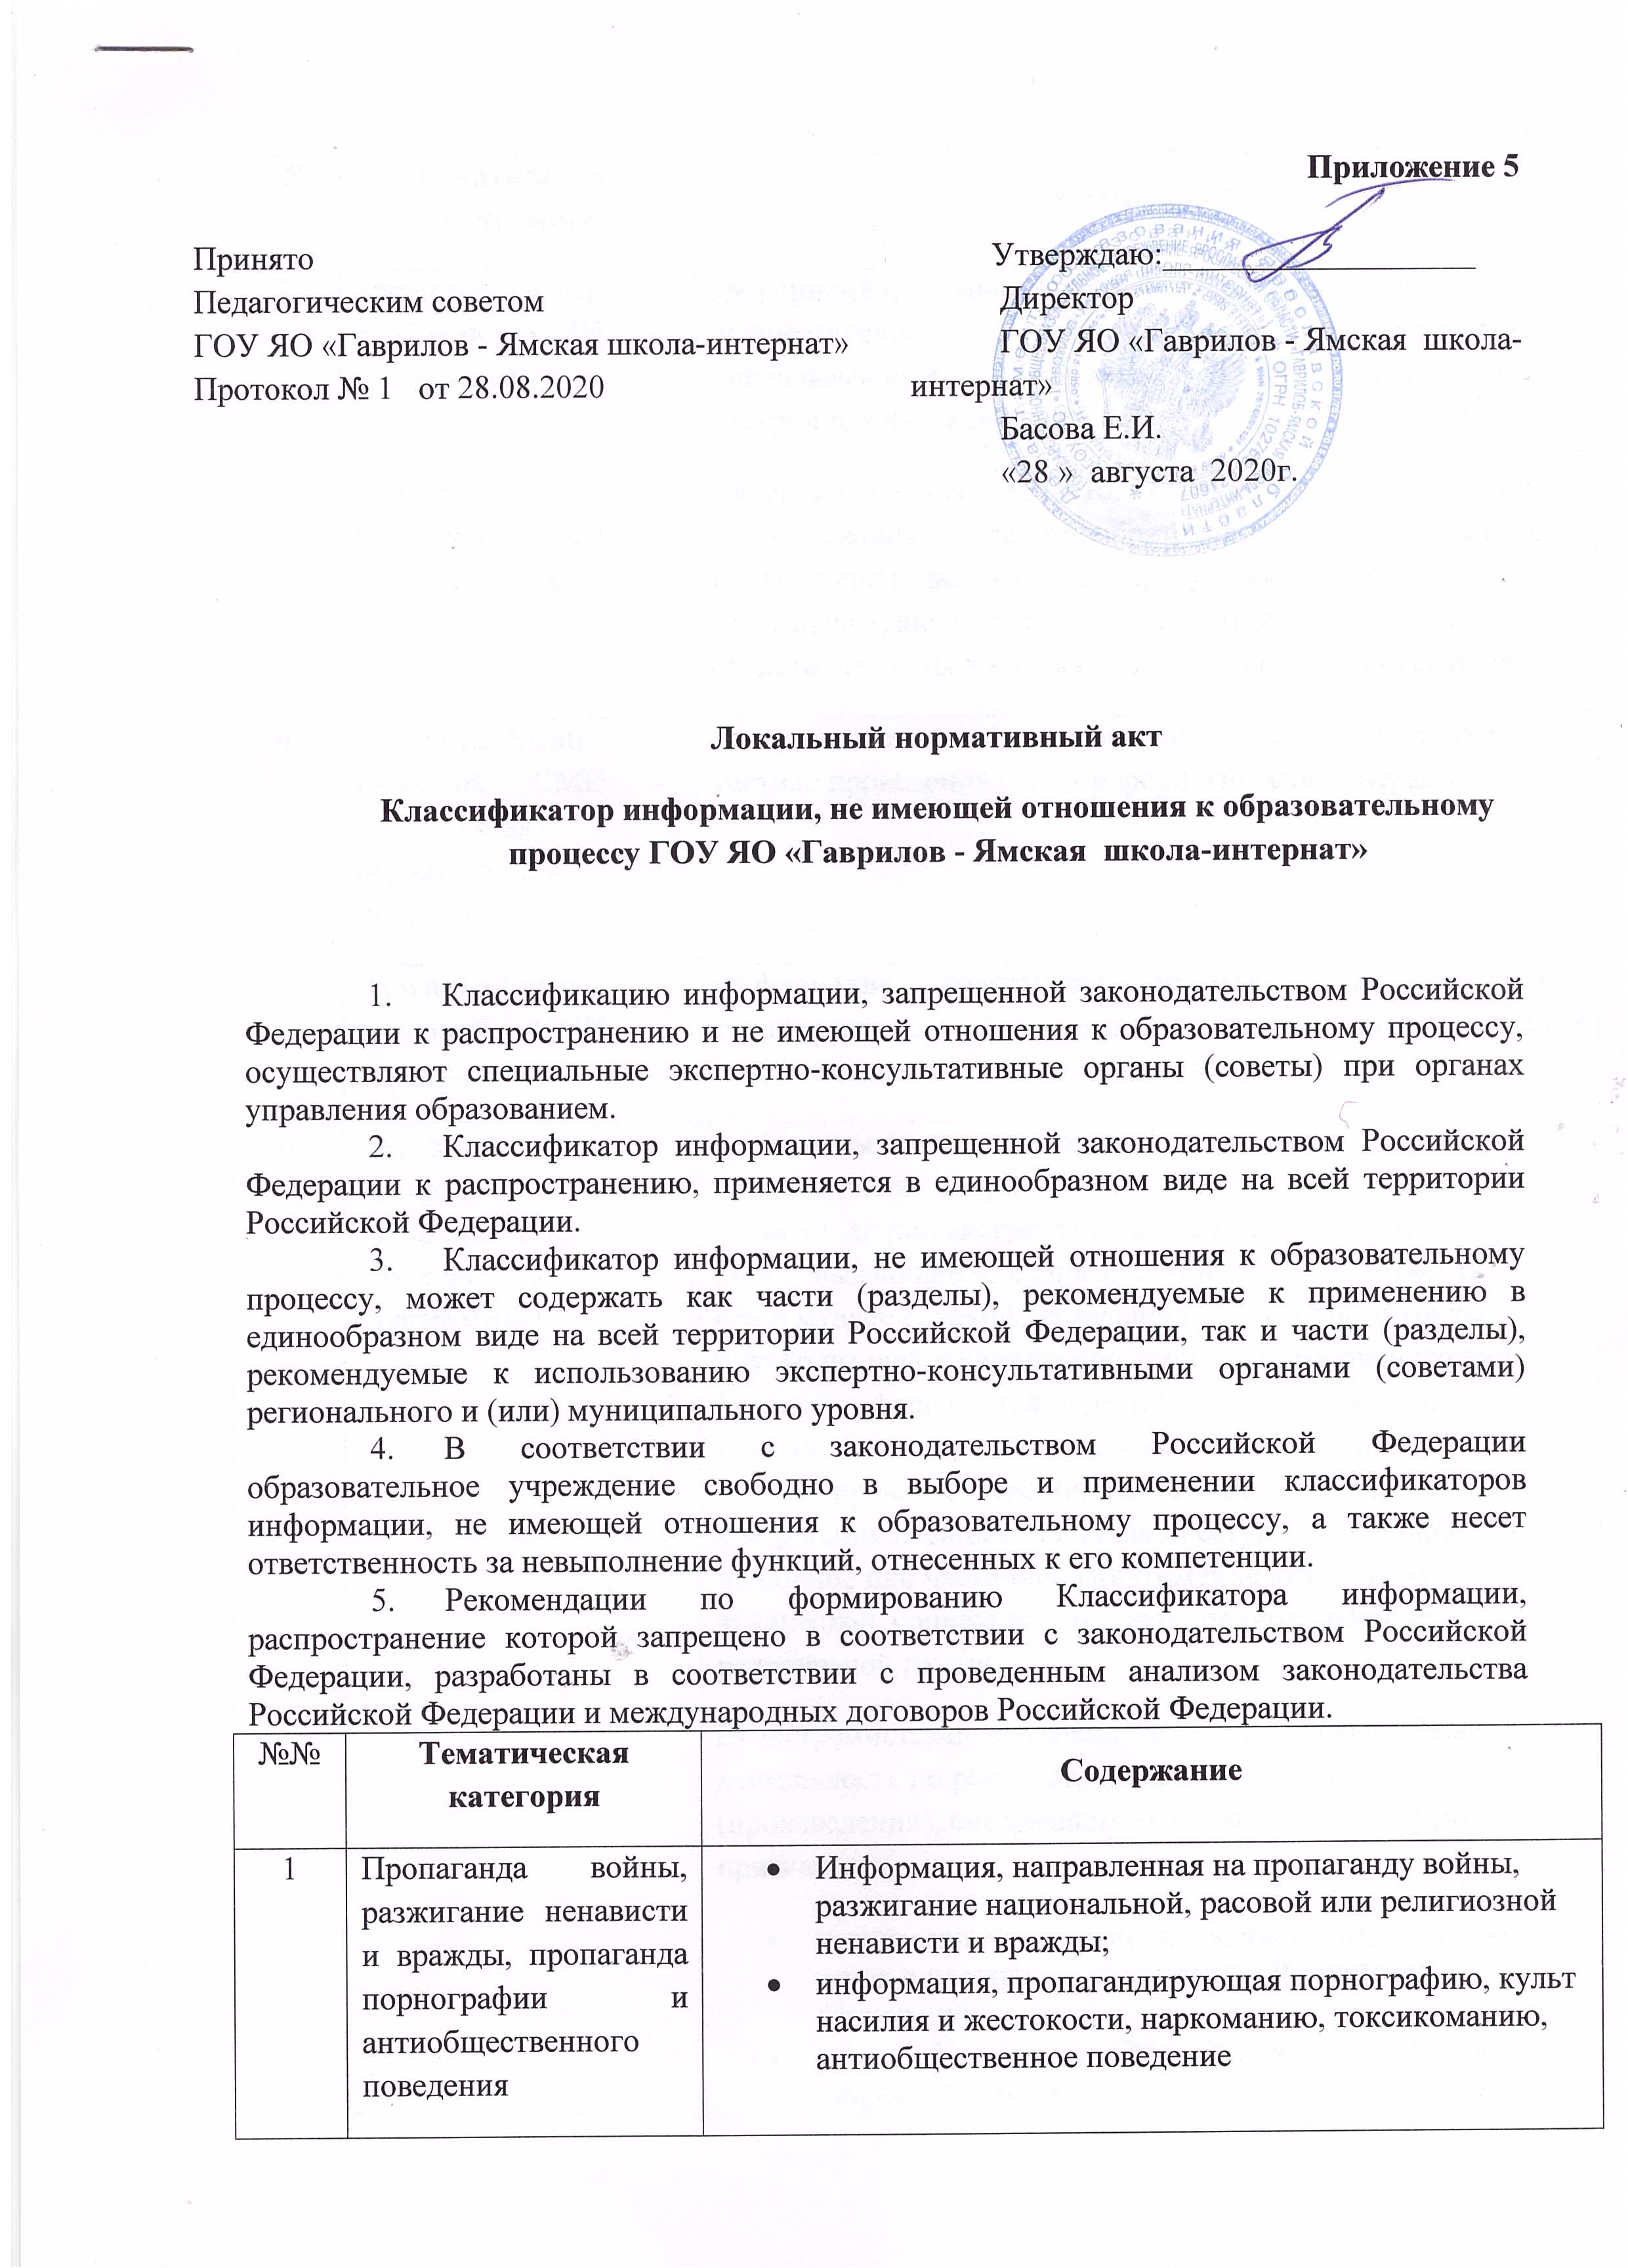 Приложение 5
Принято
Педагогическим советом
ГОУ ЯО «Гаврилов - Ямская школа-интернат»
Протокол № 1 от 28.08.2020
Утверждаю:___________________
Директор
ГОУ ЯО «Гаврилов - Ямская школа-
интернат»
Басова Е.И.
«28 » августа 2020г.
Локальный нормативный акт
Классификатор информации, не имеющей отношения к образовательному
процессу ГОУ ЯО «Гаврилов - Ямская школа-интернат»
1. Классификацию информации, запрещенной законодательством Российской
Федерации к распространению и не имеющей отношения к образовательному процессу,
осуществляют специальные экспертно-консультативные органы (советы) при органах
управления образованием.
2. Классификатор информации, запрещенной законодательством Российской
Федерации к распространению, применяется в единообразном виде на всей территории
Российской Федерации.
3. Классификатор информации, не имеющей отношения к образовательному
процессу, может содержать как части (разделы), рекомендуемые к применению в
единообразном виде на всей территории Российской Федерации, так и части (разделы),
рекомендуемые к использованию экспертно-консультативными органами (советами)
регионального и (или) муниципального уровня.
4. В соответствии с законодательством Российской Федерации
образовательное учреждение свободно в выборе и применении классификаторов
информации, не имеющей отношения к образовательному процессу, а также несет
ответственность за невыполнение функций, отнесенных к его компетенции.
5. Рекомендации по формированию Классификатора информации,
распространение которой запрещено в соответствии с законодательством Российской
Федерации, разработаны в соответствии с проведенным анализом законодательства
Российской Федерации и международных договоров Российской Федерации.
№№
Тематическая
категория
Содержание
1
Пропаганда войны,
разжигание ненависти
и вражды, пропаганда
порнографии и
антиобщественного
поведения
• Информация, направленная на пропаганду войны,
разжигание национальной, расовой или религиозной
ненависти и вражды;
• информация, пропагандирующая порнографию, культ
насилия и жестокости, наркоманию, токсикоманию,
антиобщественное поведение